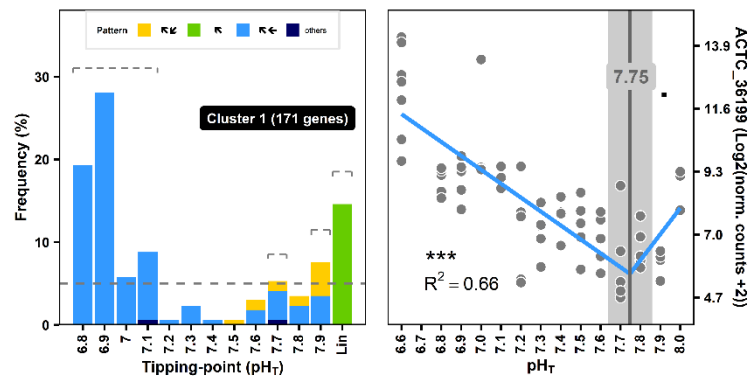 Pattern ↖↙ ↖ ↖← others
Cluster 1 (171 genes)
Frequency (%)
30
20
10
0
6.8 6.9 7 7.1 7.2 7.3 7.4 7.5 7.6 7.7 7.8 7.9 Lin
Tipping-point (pHT)
7.75
***
R² = 0.66
13.9
11.6
9.3
7.0
4.7
ACTC_36199 (Log2(norm. counts +2))
6.6 6.7 6.8 6.9 7.0 7.1 7.2 7.3 7.4 7.5 7.6 7.7 7.8 7.9 8.0
pHT